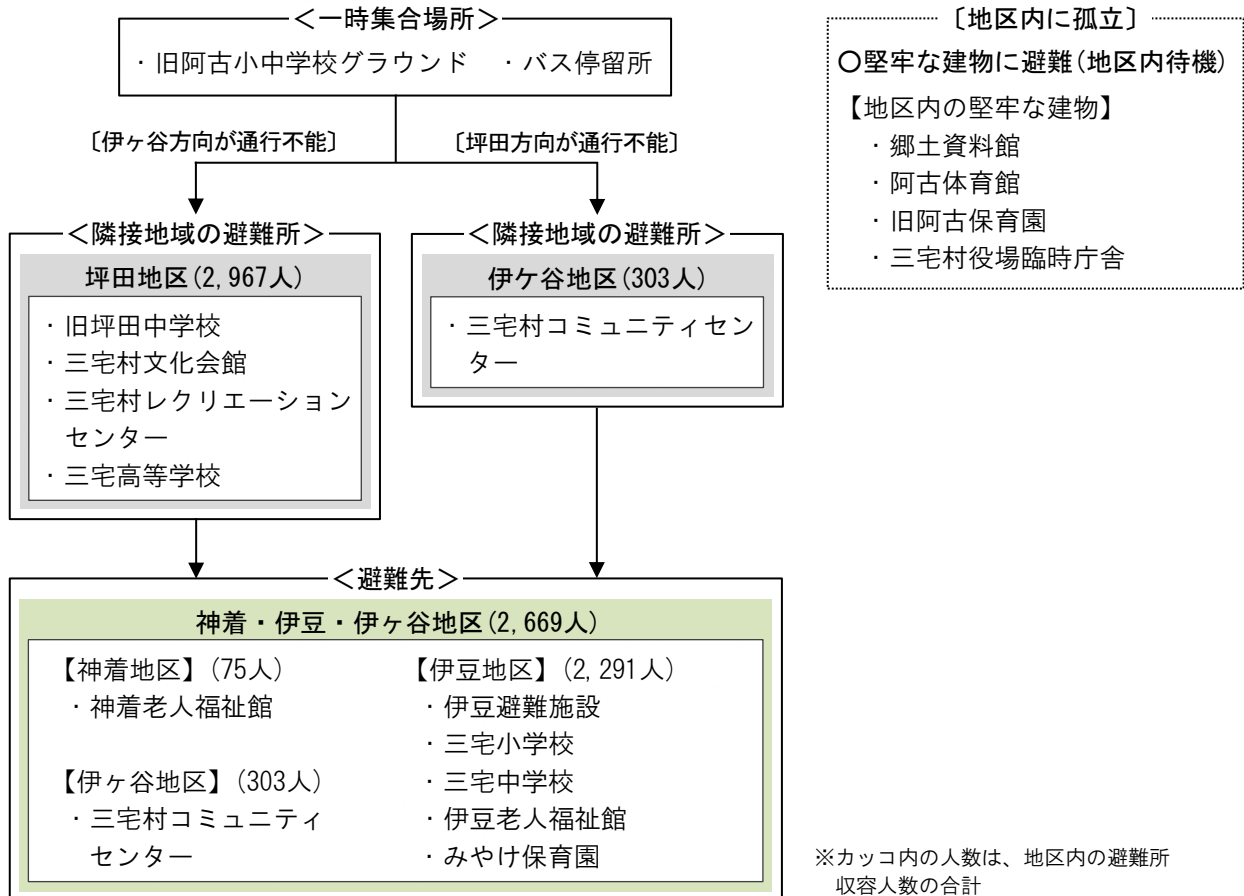 ＜一時集合場所＞
・旧阿古小中学校グラウンド ・バス停留所
〔伊ヶ谷方向が通行不能〕
〔坪田方向が通行不能〕
＜隣接地域の避難所＞
坪田地区(2,967人)
・旧坪田中学校
・三宅村文化会館
・三宅村レクリエーション
センター
・三宅高等学校
＜隣接地域の避難所＞
伊ケ谷地区(303人)
・三宅村コミュニティセン
ター
＜避難先＞
神着・伊豆・伊ヶ谷地区(2,669人)
【神着地区】(75人)
・神着老人福祉館
【伊ヶ谷地区】(303人)
・三宅村コミュニティ
センター
【伊豆地区】(2,291人)
・伊豆避難施設
・三宅小学校
・三宅中学校
・伊豆老人福祉館
・みやけ保育園
〔地区内に孤立〕
○堅牢な建物に避難(地区内待機)
【地区内の堅牢な建物】
・郷土資料館
・阿古体育館
・旧阿古保育園
・三宅村役場臨時庁舎
※カッコ内の人数は、地区内の避難所
収容人数の合計